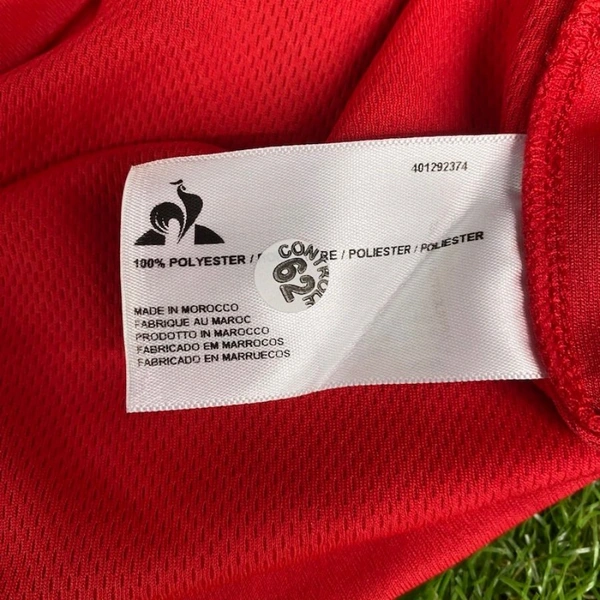 401292374
100% POLYESTER / RE / POLIESTER / POLIESTER
CONTROLE
62
MADE IN MOROCCO
FABRIQUE AU MAROC
PRODOTTO IN MAROCCO
FABRICADO EM MARROCOS
FABRICADO EN MARRUECOS